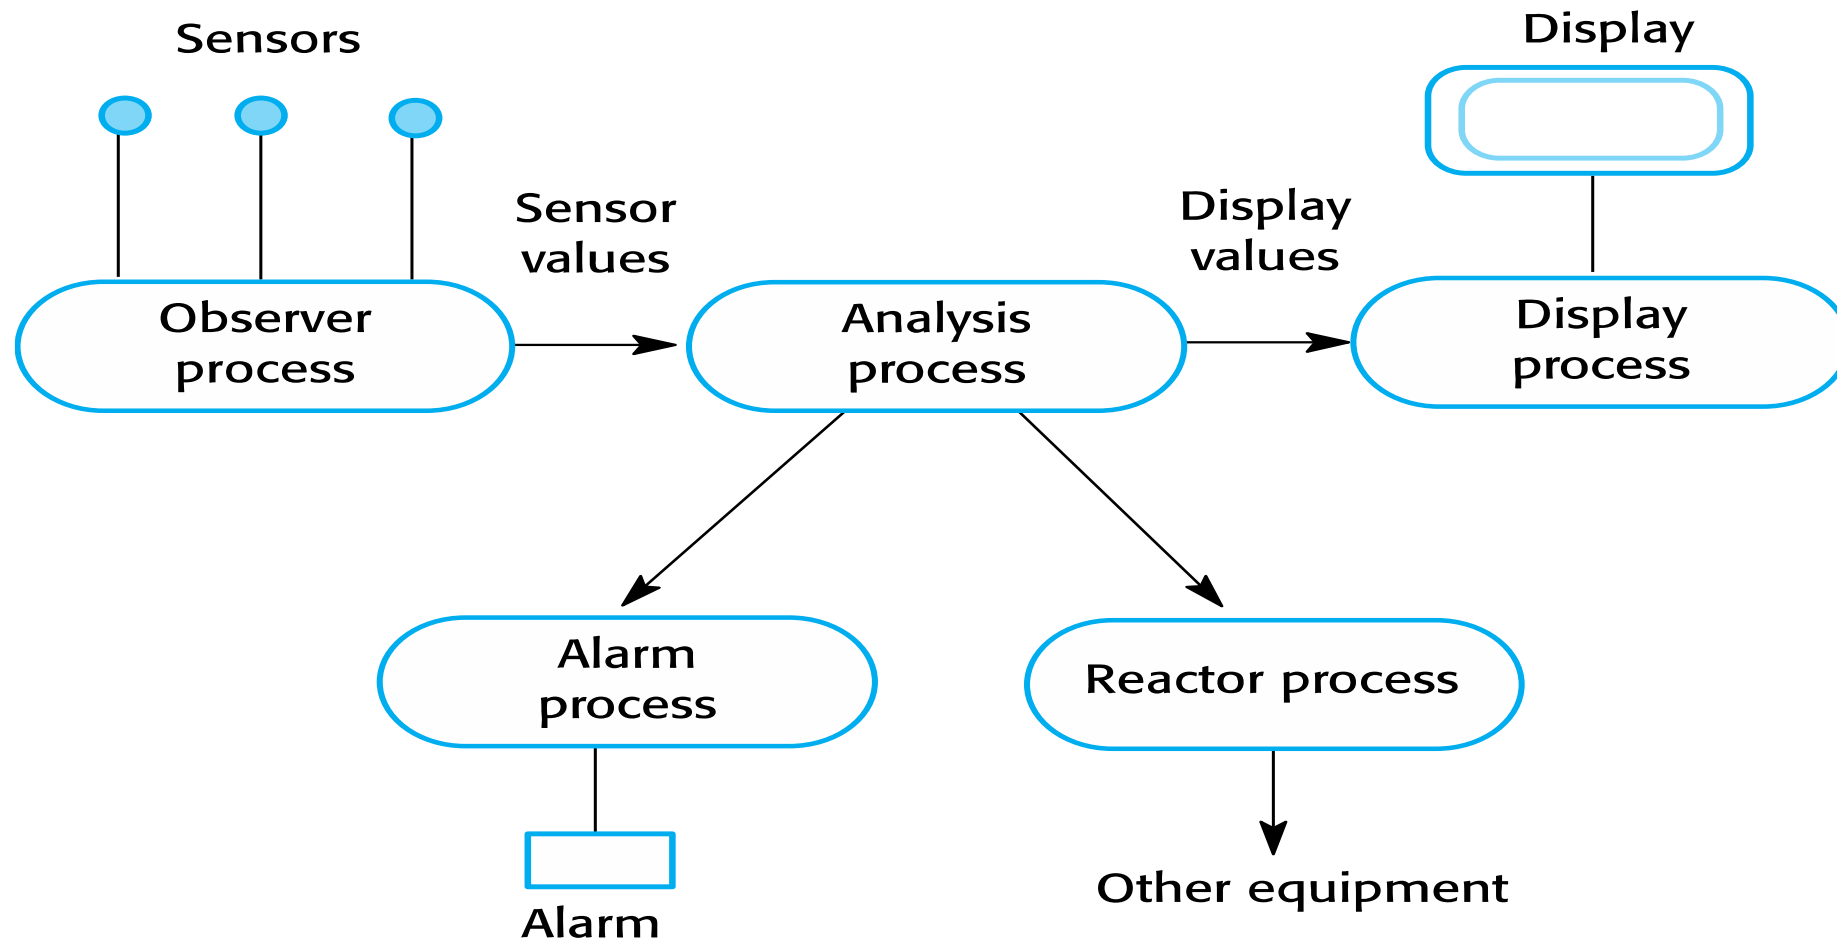 Sensors
Display
Sensor
values
Display
values
Observer
process
Analysis
process
Display
process
Alarm
process
Reactor process
Alarm
Other equipment